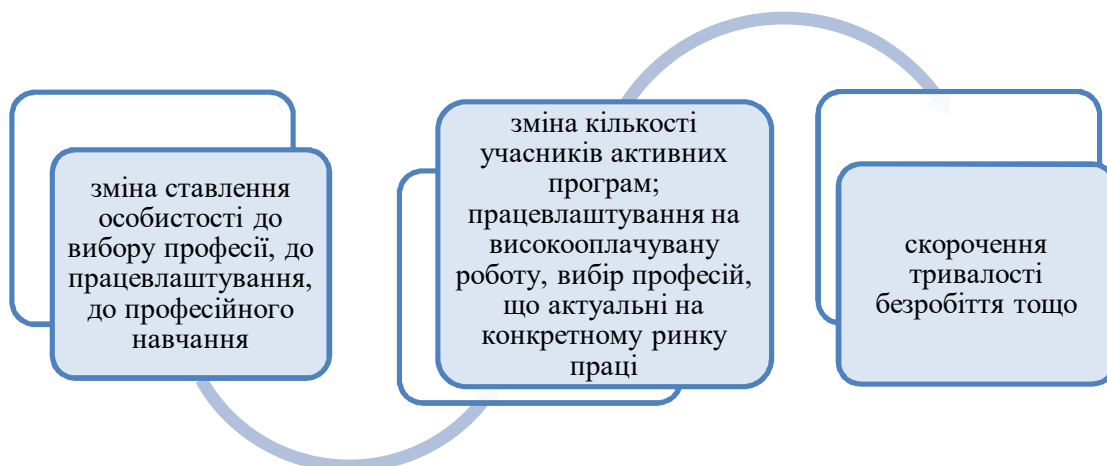 зміна ставлення
особистості до
вибору професії, до
працевлаштування,
до професійного
навчання
зміна кількості
учасників активних
програм;
працевлаштування на
високооплачувану
роботу, вибір професій,
що актуальні на
конкретному ринку
праці
скорочення
тривалості
безробіття тощо